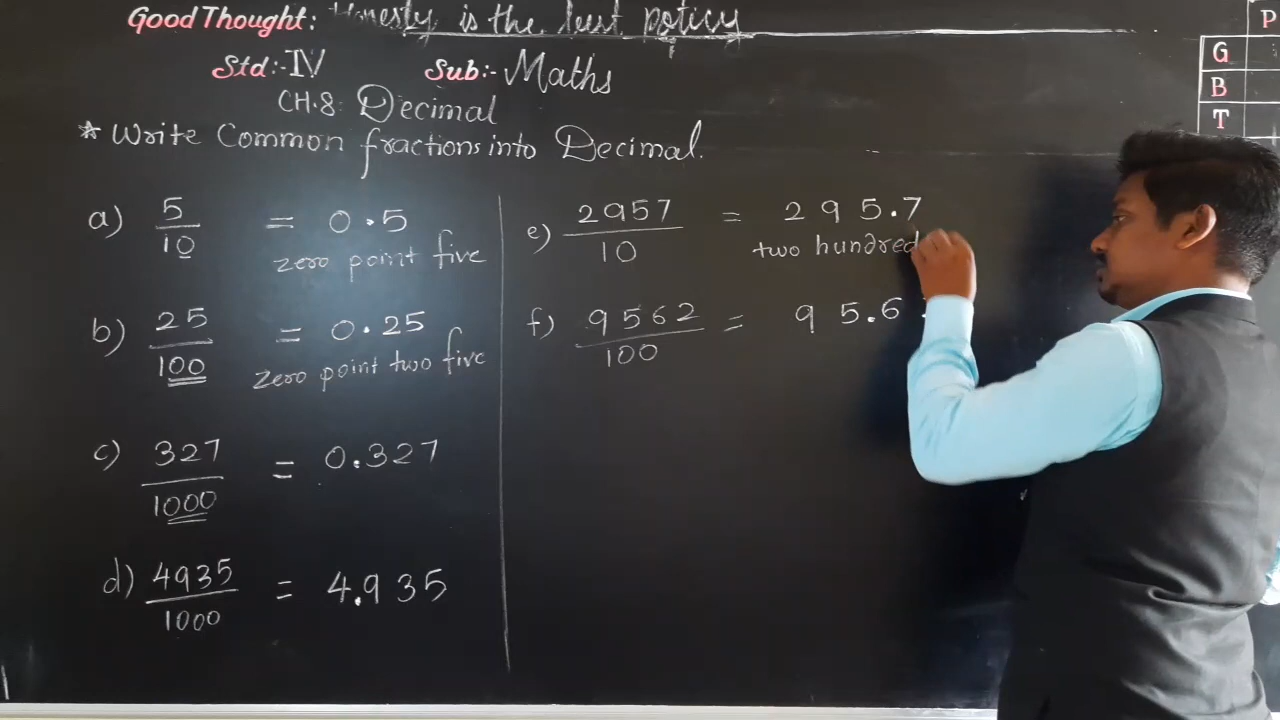 Good Thought: Honesty is the best policy
Std:- IV Sub:- Maths
CH.8: Decimal
* Write Common fractions into Decimal.
a) 5/10 = 0.5
zero point five
b) 25/100 = 0.25
zero point two five
c) 327/1000 = 0.327
d) 4935/1000 = 4.935
e) 2957/10 = 295.7
two hundred
f) 9562/100 = 95.6
P
G
B
T